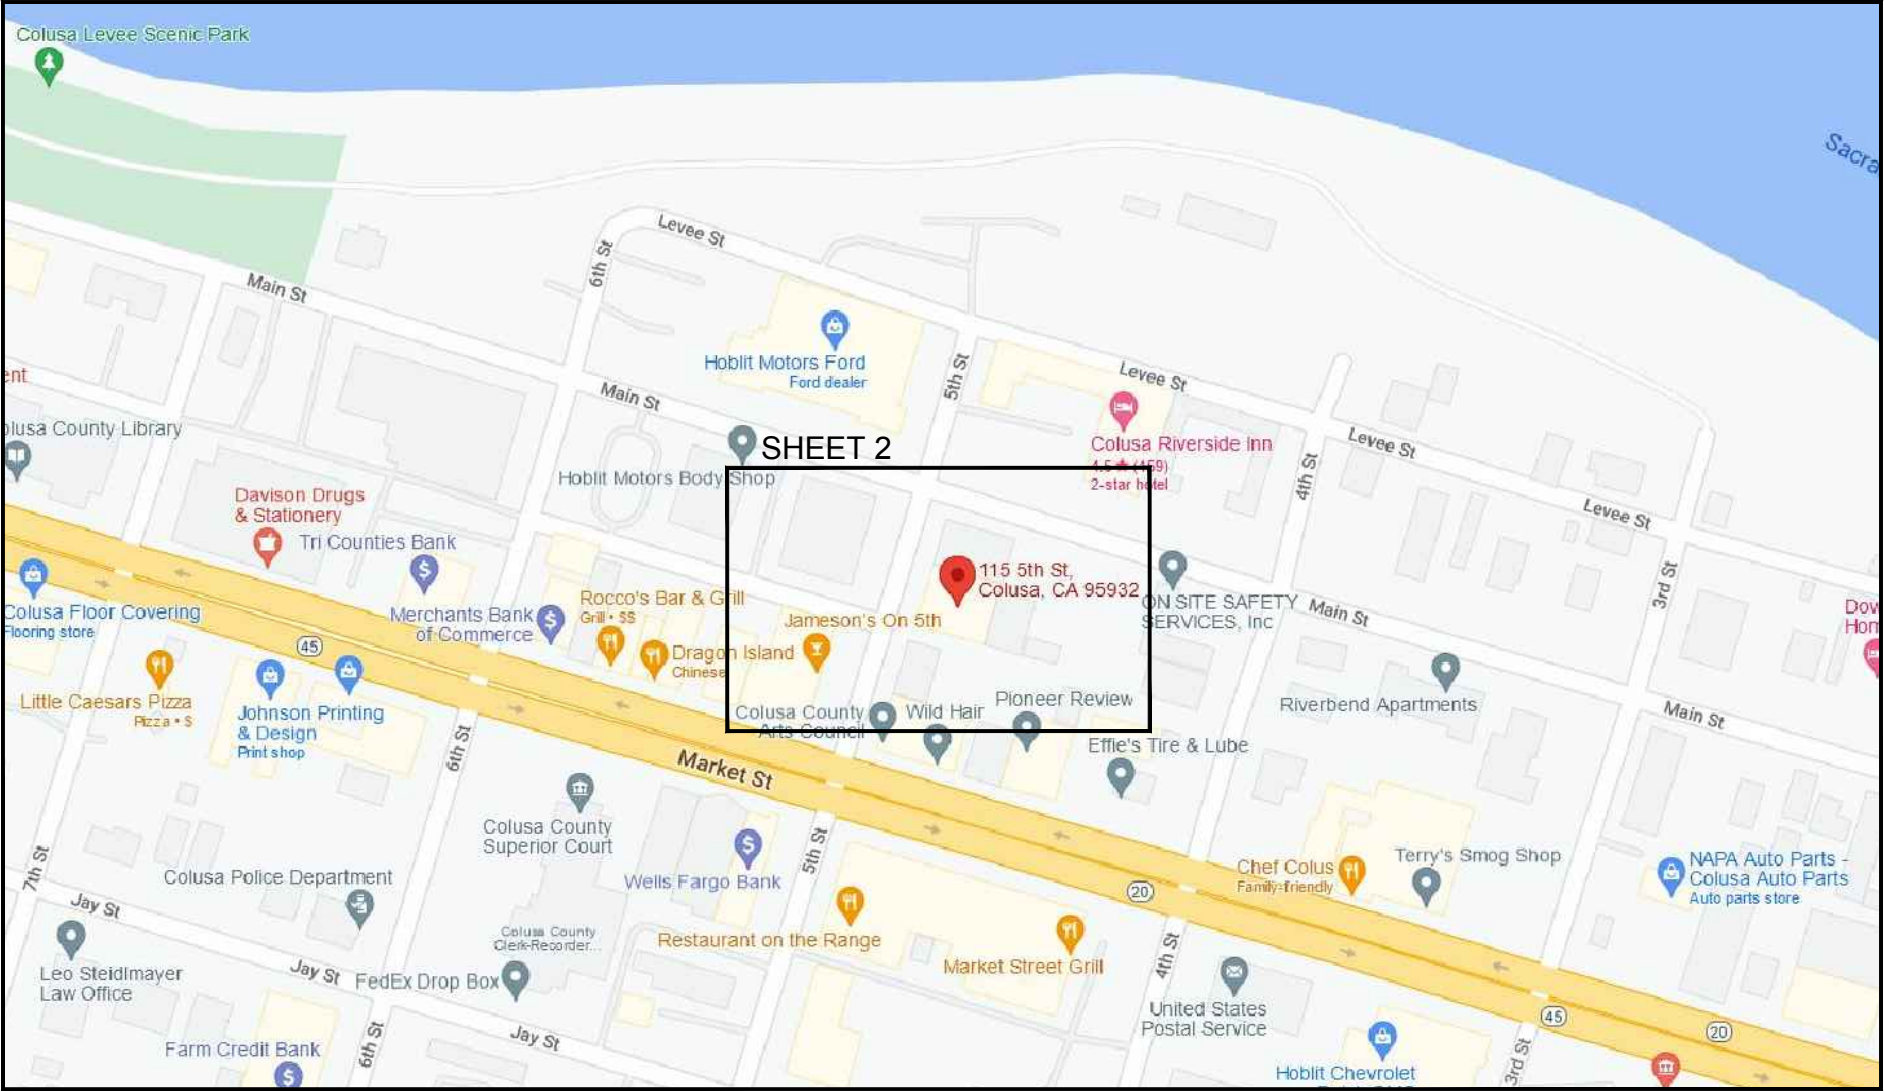 Colusa Levee Scenic Park
Sacra
Levee St
6th St
Main St
Hoblit Motors Ford
Ford dealer
5th St
Levee St
ent
Main St
Colusa Riverside Inn
4.5 ★ (159)
2-star hotel
olusa County Library
SHEET 2
Levee St
4th St
Hoblit Motors Body Shop
Davison Drugs
& Stationery
Levee St
Tri Counties Bank
115 5th St,
Colusa, CA 95932
3rd St
Colusa Floor Covering
Flooring store
Merchants Bank
of Commerce
Rocco's Bar & Grill
Grill • $$
Jameson's On 5th
ON SITE SAFETY
SERVICES, Inc
Main St
Dov
Hon
45
Dragon Island
Chinese
Little Caesars Pizza
Pizza • $
Johnson Printing
& Design
Print shop
Colusa County
Arts Council
Wild Hair
Pioneer Review
Riverbend Apartments
Main St
6th St
Market St
Effie's Tire & Lube
Colusa County
Superior Court
5th St
7th St
Colusa Police Department
Wells Fargo Bank
Chef Colus
Family-friendly
Terry's Smog Shop
NAPA Auto Parts -
Colusa Auto Parts
Auto parts store
20
Jay St
Colusa County
Clerk-Recorder...
Restaurant on the Range
Market Street Grill
4th St
Leo Steidlmayer
Law Office
Jay St
FedEx Drop Box
United States
Postal Service
45
20
Jay St
6th St
Farm Credit Bank
3rd St
Hoblit Chevrolet